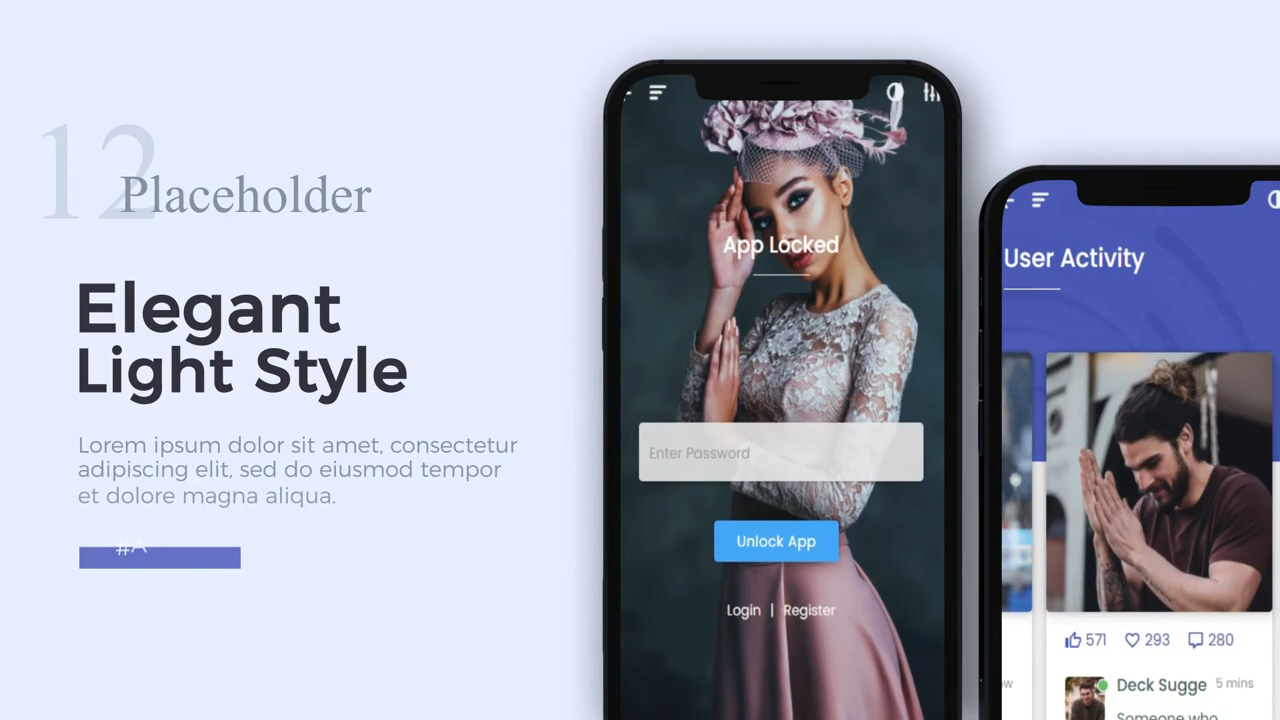 12
Placeholder
Elegant
Light Style
Lorem ipsum dolor sit amet, consectetur
adipiscing elit, sed do eiusmod tempor
et dolore magna aliqua.
#A
App Locked
Enter Password
Unlock App
Login | Register
User Activity
571 293 280
Deck Sugge 5 mins
Someone who